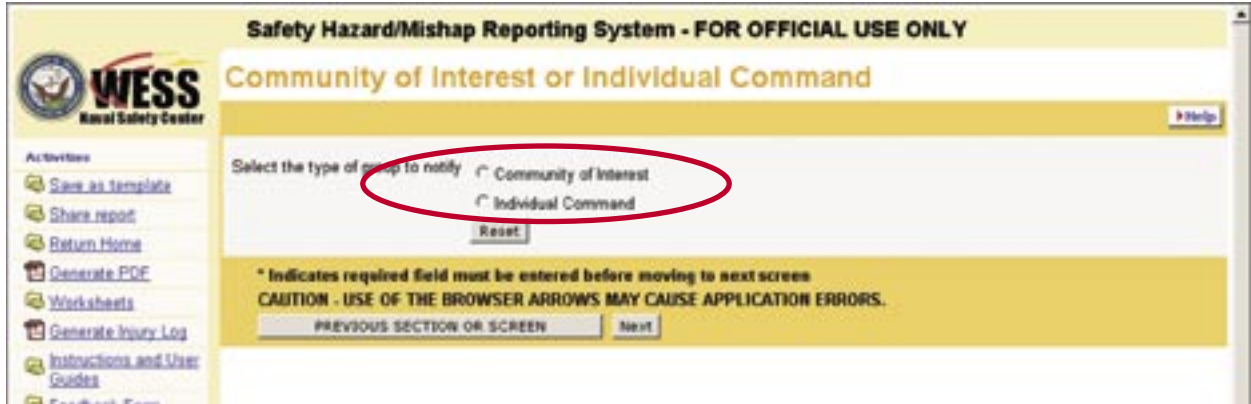 Safety Hazard/Mishap Reporting System - FOR OFFICIAL USE ONLY
WESS
Naval Safety Center
Community of Interest or Individual Command
Help
Activities
Save as template
Share report
Return Home
Generate PDF
Worksheets
Generate Injury Log
Instructions and User
Guides
Feedback Form
Select the type of group to notify
Community of Interest
Individual Command
Reset
* Indicates required field must be entered before moving to next screen
CAUTION - USE OF THE BROWSER ARROWS MAY CAUSE APPLICATION ERRORS.
PREVIOUS SECTION OR SCREEN
Next